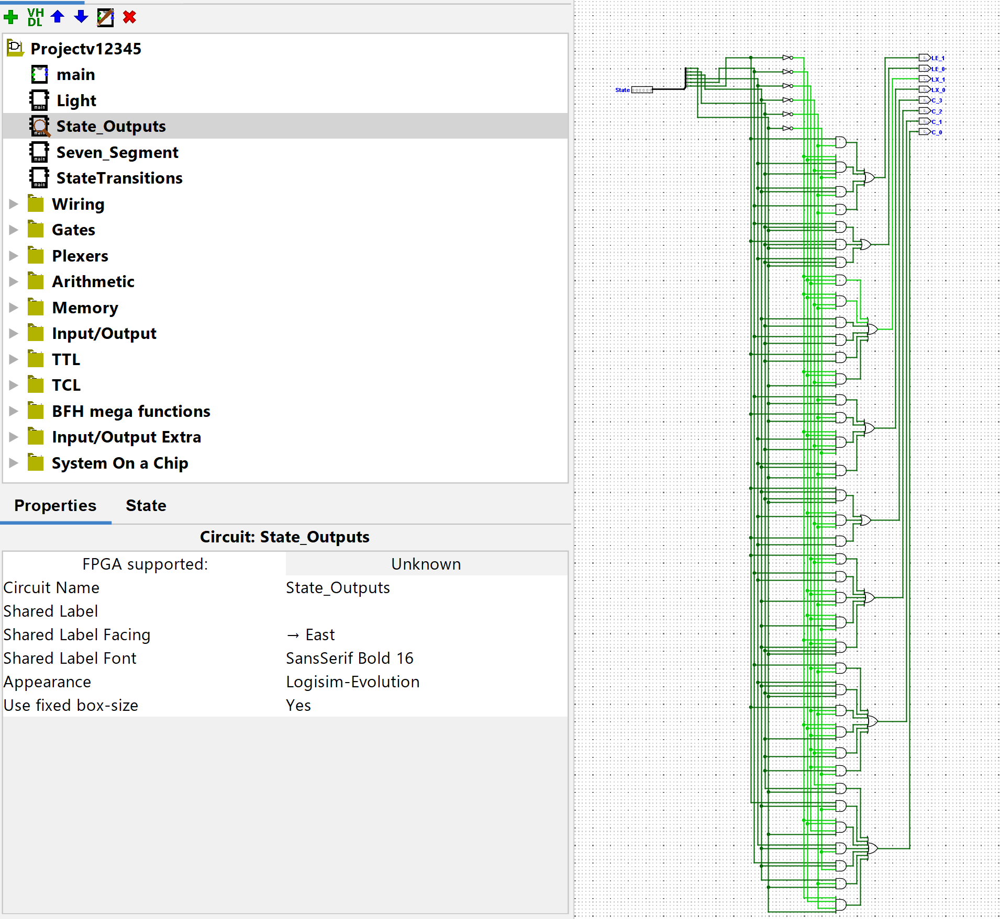 VH
DL
Projectv12345
main
Light
State_Outputs
Seven_Segment
StateTransitions
Wiring
Gates
Plexers
Arithmetic
Memory
Input/Output
TTL
TCL
BFH mega functions
Input/Output Extra
System On a Chip
Properties State
Circuit: State_Outputs
FPGA supported: Unknown
Circuit Name State_Outputs
Shared Label
Shared Label Facing → East
Shared Label Font SansSerif Bold 16
Appearance Logisim-Evolution
Use fixed box-size Yes
State
LE_1
LE_0
LX_1
LX_0
C_3
C_2
C_1
C_0